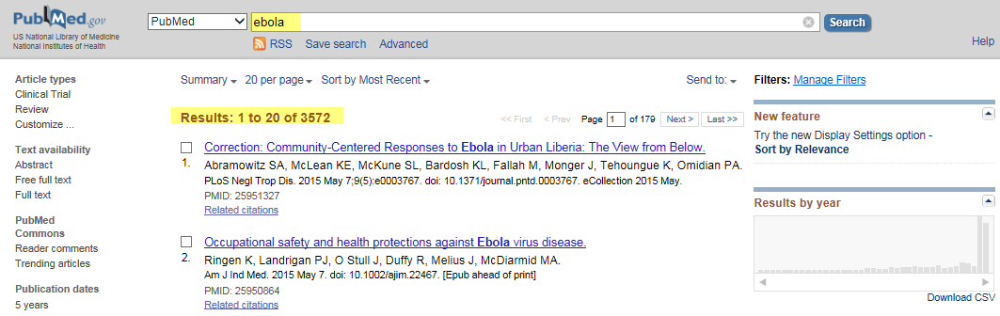 PubMed.gov
US National Library of Medicine
National Institutes of Health
PubMed
ebola
Search
RSS Save search Advanced
Help
Article types
Clinical Trial
Review
Customize ...
Text availability
Abstract
Free full text
Full text
PubMed
Commons
Reader comments
Trending articles
Publication dates
5 years
Summary 20 per page Sort by Most Recent
Send to:
Results: 1 to 20 of 3572
<< First < Prev Page 1 of 179 Next > Last >>
Correction: Community-Centered Responses to Ebola in Urban Liberia: The View from Below.
1. Abramowitz SA, McLean KE, McKune SL, Bardosh KL, Fallah M, Monger J, Tehoungue K, Omidian PA.
PLoS Negl Trop Dis. 2015 May 7;9(5):e0003767. doi: 10.1371/journal.pntd.0003767. eCollection 2015 May.
PMID: 25951327
Related citations
Occupational safety and health protections against Ebola virus disease.
2. Ringen K, Landrigan PJ, O Stull J, Duffy R, Melius J, McDiarmid MA.
Am J Ind Med. 2015 May 7. doi: 10.1002/ajim.22467. [Epub ahead of print]
PMID: 25950864
Related citations
Filters: Manage Filters
New feature
Try the new Display Settings option -
Sort by Relevance
Results by year
Download CSV